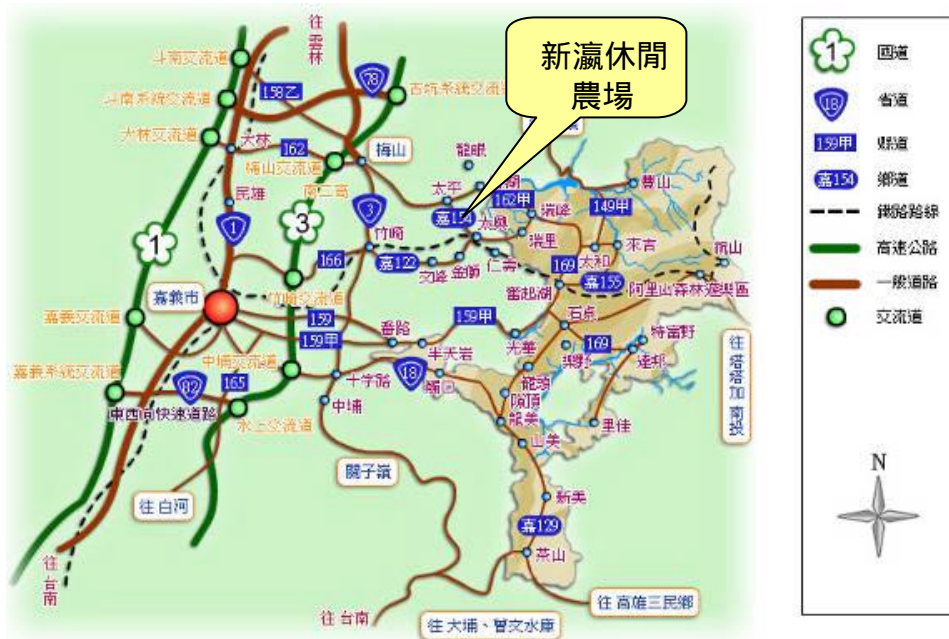 往雲林
新瀛休閒
農場
斗南交流道
158乙
78
古坑系統交流道
斗南系統交流道
大林交流道
大林
162
梅山交流道
梅山
南二高
龍眼
太平
豐山
民雄
1
3
3
竹崎
嘉154
162甲
瑞峰
149甲
太興
瑞里
來吉
1
166
嘉122
文峰
金獅
仁壽
169
太和
嘉155
奮起湖
阿里山森林遊樂區
嘉義市
竹崎交流道
159
159甲
番路
159甲
石卓
光華
樂野
169
特富野
達邦
嘉義交流道
中埔交流道
半天岩
十字路
18
觸口
龍頭
隙頂
龍美
里佳
往塔塔加 南投
嘉義系統交流道
82
165
東西向快速道路
中埔
水上交流道
山美
關子嶺
往 白河
新美
嘉129
茶山
往台南
往 台南
往 大埔、曾文水庫
往 高雄三民鄉
1
國道
18
省道
159甲
縣道
嘉154
鄉道
鐵路路線
高速公路
一般道路
交流道
N